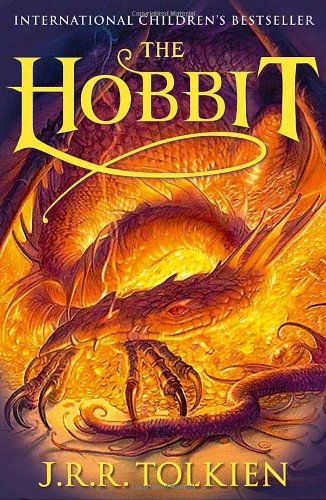 INTERNATIONAL CHILDREN'S BESTSELLER
THE
HOBBIT
J.R.R. TOLKIEN